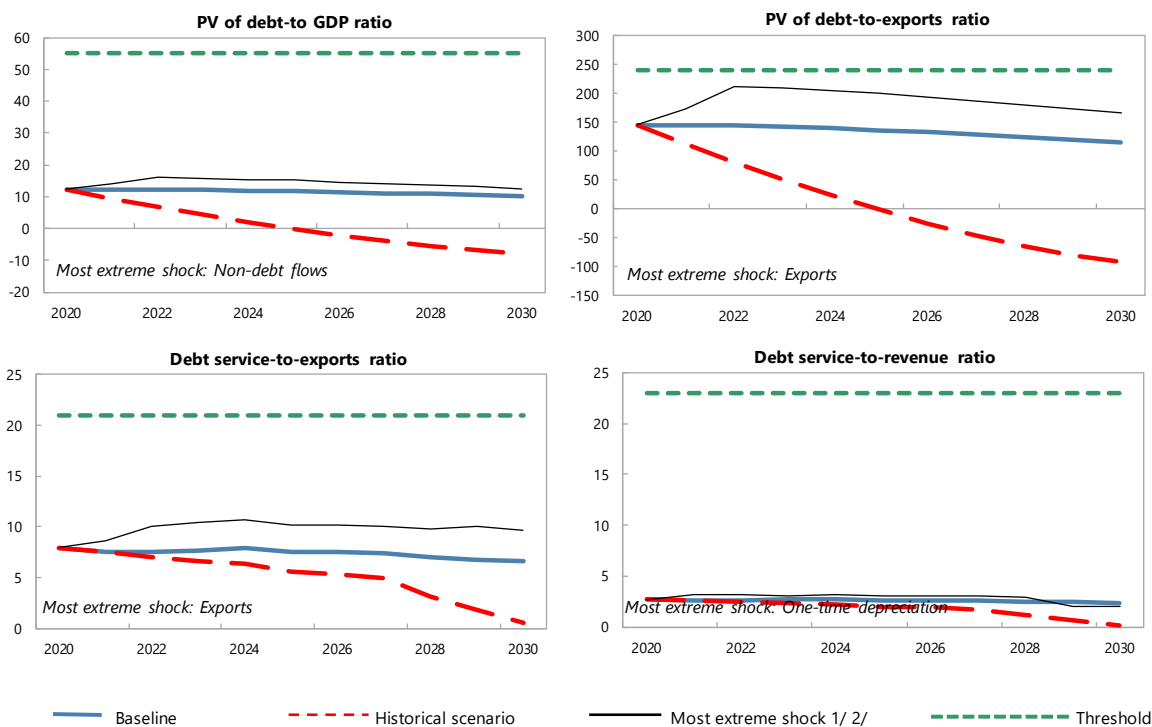 PV of debt-to GDP ratio
60
50
40
30
20
10
0
-10
-20
Most extreme shock: Non-debt flows
2020 2022 2024 2026 2028 2030
PV of debt-to-exports ratio
300
250
200
150
100
50
0
-50
-100
-150
Most extreme shock: Exports
2020 2022 2024 2026 2028 2030
Debt service-to-exports ratio
25
20
15
10
5
0
Most extreme shock: Exports
2020 2022 2024 2026 2028 2030
Debt service-to-revenue ratio
25
20
15
10
5
0
Most extreme shock: One-time depreciation
2020 2022 2024 2026 2028 2030
Baseline Historical scenario Most extreme shock 1/ 2/ Threshold